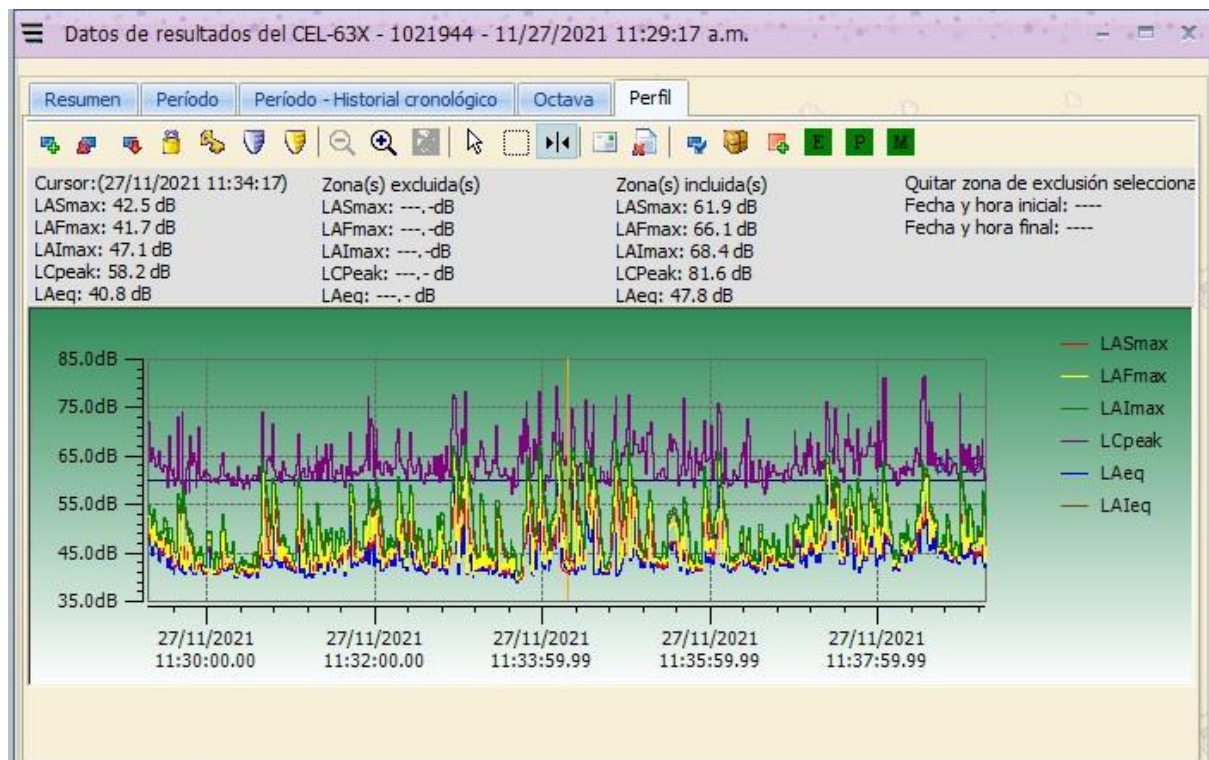 Datos de resultados del CEL-63X - 1021944 - 11/27/2021 11:29:17 a.m.
Resumen Período Período - Historial cronológico Octava Perfil
E P M
Cursor:(27/11/2021 11:34:17)
LASmax: 42.5 dB
LAFmax: 41.7 dB
LAImax: 47.1 dB
LCpeak: 58.2 dB
LAeq: 40.8 dB
Zona(s) excluida(s)
LASmax: ---.-dB
LAFmax: ---.-dB
LAImax: ---.-dB
LCPeak: ---.- dB
LAeq: ---.- dB
Zona(s) incluida(s)
LASmax: 61.9 dB
LAFmax: 66.1 dB
LAImax: 68.4 dB
LCPeak: 81.6 dB
LAeq: 47.8 dB
Quitar zona de exclusión selecciona
Fecha y hora inicial: ----
Fecha y hora final: ----
85.0dB
75.0dB
65.0dB
55.0dB
45.0dB
35.0dB
27/11/2021 27/11/2021 27/11/2021 27/11/2021 27/11/2021
11:30:00.00 11:32:00.00 11:33:59.99 11:35:59.99 11:37:59.99
LASmax
LAFmax
LAImax
LCpeak
LAeq
LAIeq